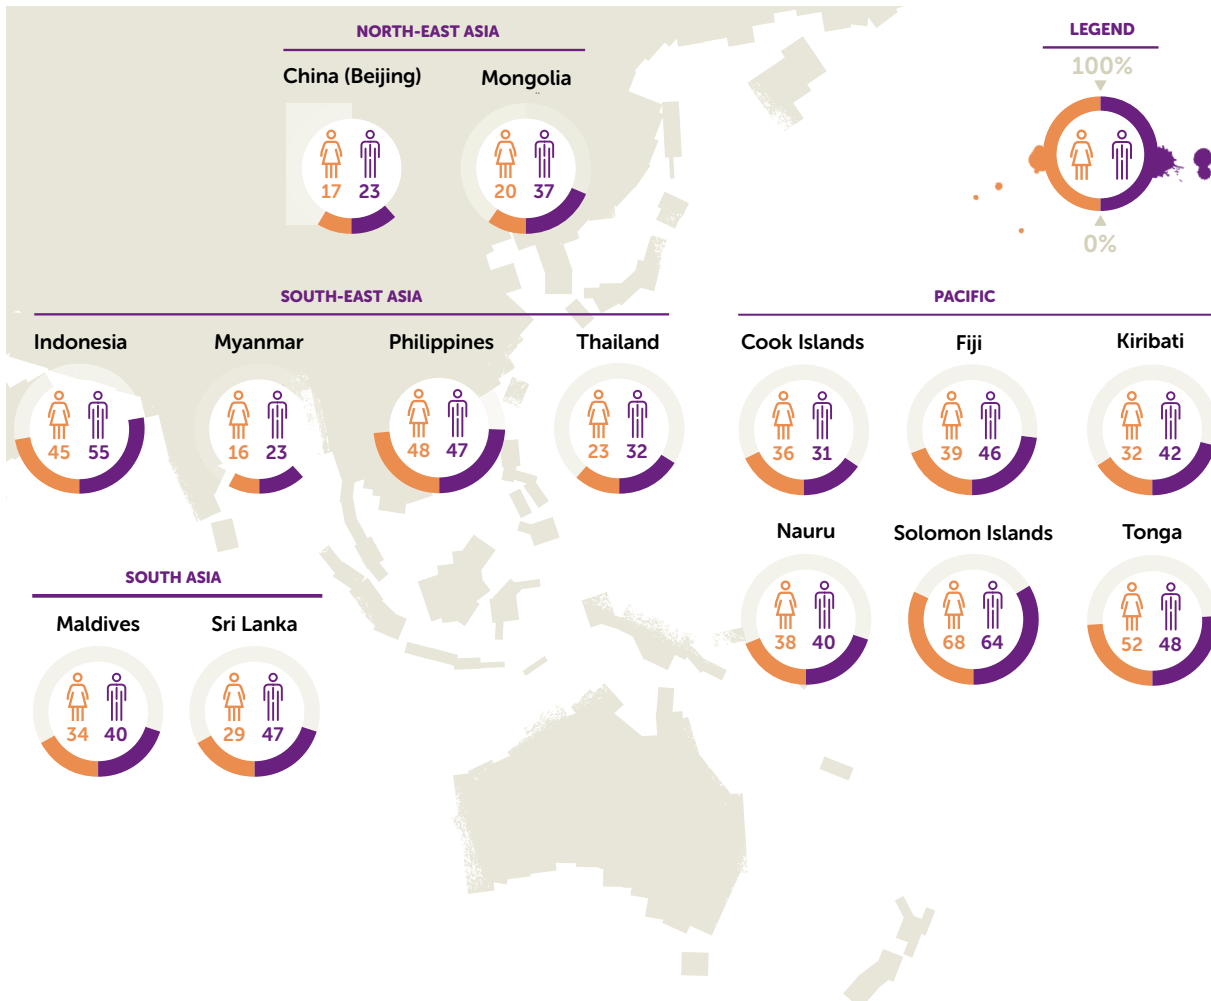 NORTH-EAST ASIA
China (Beijing)
Mongolia
17 23
20 37
LEGEND
100%
0%
SOUTH-EAST ASIA
Indonesia
Myanmar
Philippines
Thailand
45 55
16 23
48 47
23 32
PACIFIC
Cook Islands
Fiji
Kiribati
36 31
39 46
32 42
Nauru
Solomon Islands
Tonga
38 40
68 64
52 48
SOUTH ASIA
Maldives
Sri Lanka
34 40
29 47